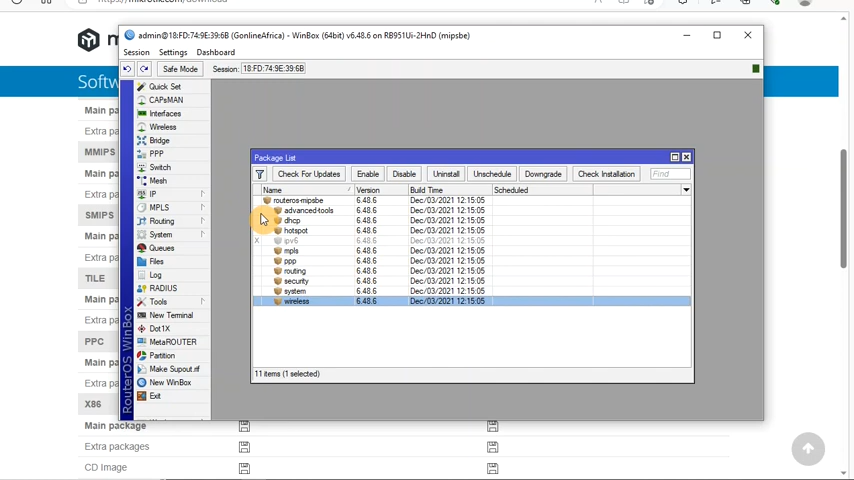 https://mikrotik.com/download
admin@18:FD:74:9E:39:6B (GonlineAfrica) - WinBox (64bit) v6.48.6 on RB951Ui-2HnD (mipsbe)
Session Settings Dashboard
Safe Mode Session: 18:FD:74:9E:39:6B
Softw
Main pa
Extra pa
MMIPS
Main pa
Extra pa
SMIPS
Main pa
Extra pa
TILE
Main pa
Extra pa
PPC
Main pa
Extra pa
X86
Main package
Extra packages
CD Image
RouterOS WinBox
Quick Set
CAPsMAN
Interfaces
Wireless
Bridge
PPP
Switch
Mesh
IP
MPLS
Routing
System
Queues
Files
Log
RADIUS
Tools
New Terminal
Dot1X
MetaROUTER
Partition
Make Supout.rif
New WinBox
Exit
Package List
Check For Updates Enable Disable Uninstall Unschedule Downgrade Check Installation Find
Name Version Build Time Scheduled
routeros-mipsbe 6.48.6 Dec/03/2021 12:15:05
advanced-tools 6.48.6 Dec/03/2021 12:15:05
dhcp 6.48.6 Dec/03/2021 12:15:05
hotspot 6.48.6 Dec/03/2021 12:15:05
X ipv6 6.48.6 Dec/03/2021 12:15:05
mpls 6.48.6 Dec/03/2021 12:15:05
ppp 6.48.6 Dec/03/2021 12:15:05
routing 6.48.6 Dec/03/2021 12:15:05
security 6.48.6 Dec/03/2021 12:15:05
system 6.48.6 Dec/03/2021 12:15:05
wireless 6.48.6 Dec/03/2021 12:15:05
11 items (1 selected)